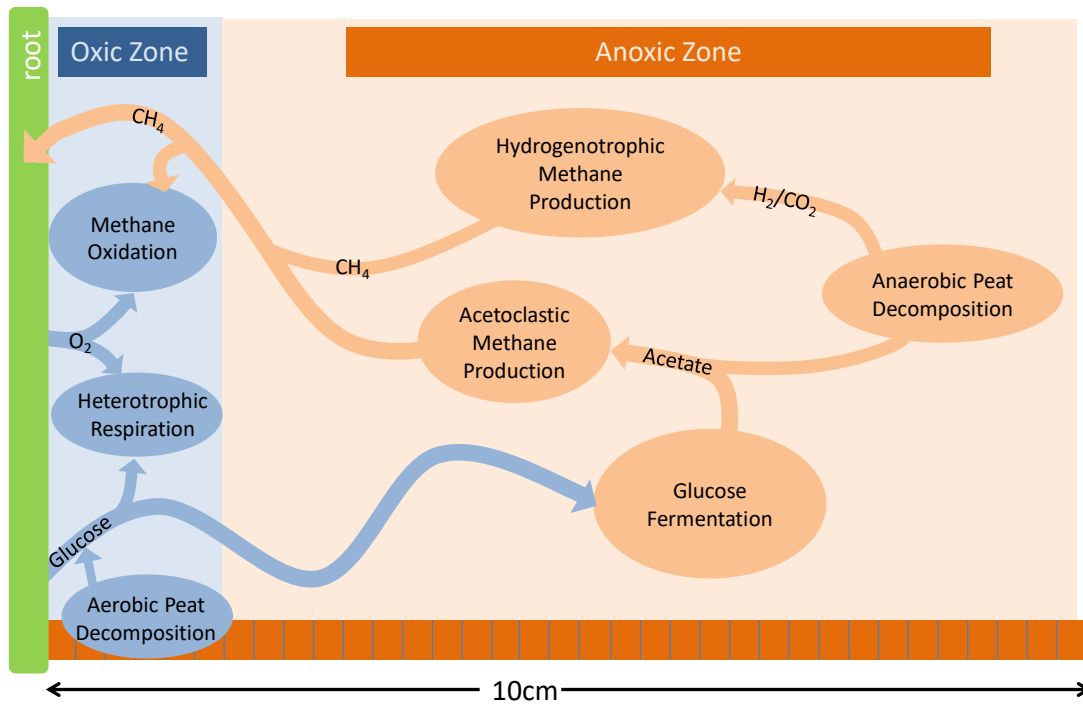 root
Oxic Zone
Anoxic Zone
CH₄
Hydrogenotrophic
Methane
Production
H₂/CO₂
Methane
Oxidation
CH₄
Anaerobic Peat
Decomposition
Acetoclastic
Methane
Production
O₂
Acetate
Heterotrophic
Respiration
Glucose
Fermentation
Glucose
Aerobic Peat
Decomposition
10cm